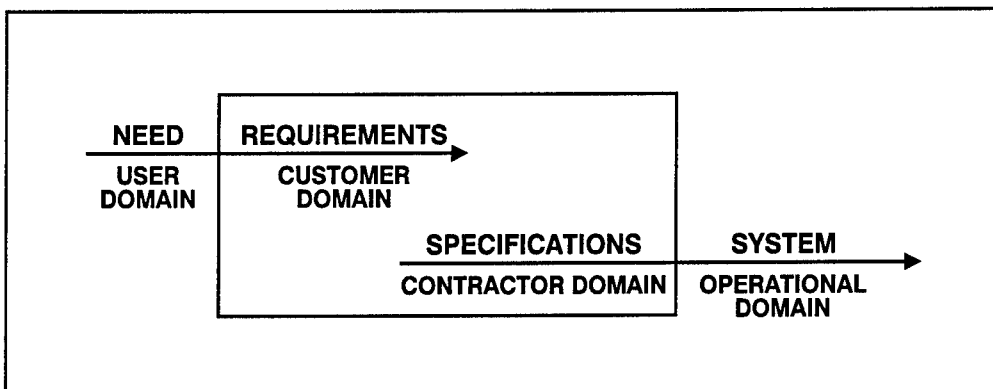 NEED
REQUIREMENTS
USER
DOMAIN
CUSTOMER
DOMAIN
SPECIFICATIONS
SYSTEM
CONTRACTOR DOMAIN
OPERATIONAL
DOMAIN